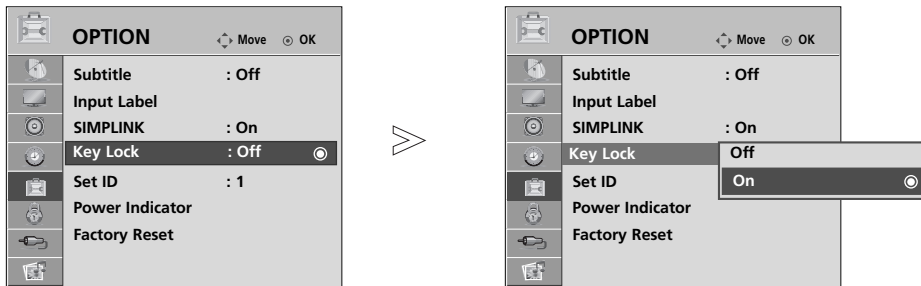 OPTION Move OK
Subtitle : Off
Input Label
SIMPLINK : On
Key Lock : Off
Set ID : 1
Power Indicator
Factory Reset
OPTION Move OK
Subtitle : Off
Input Label
SIMPLINK : On
Key Lock
Off
On
Set ID
Power Indicator
Factory Reset